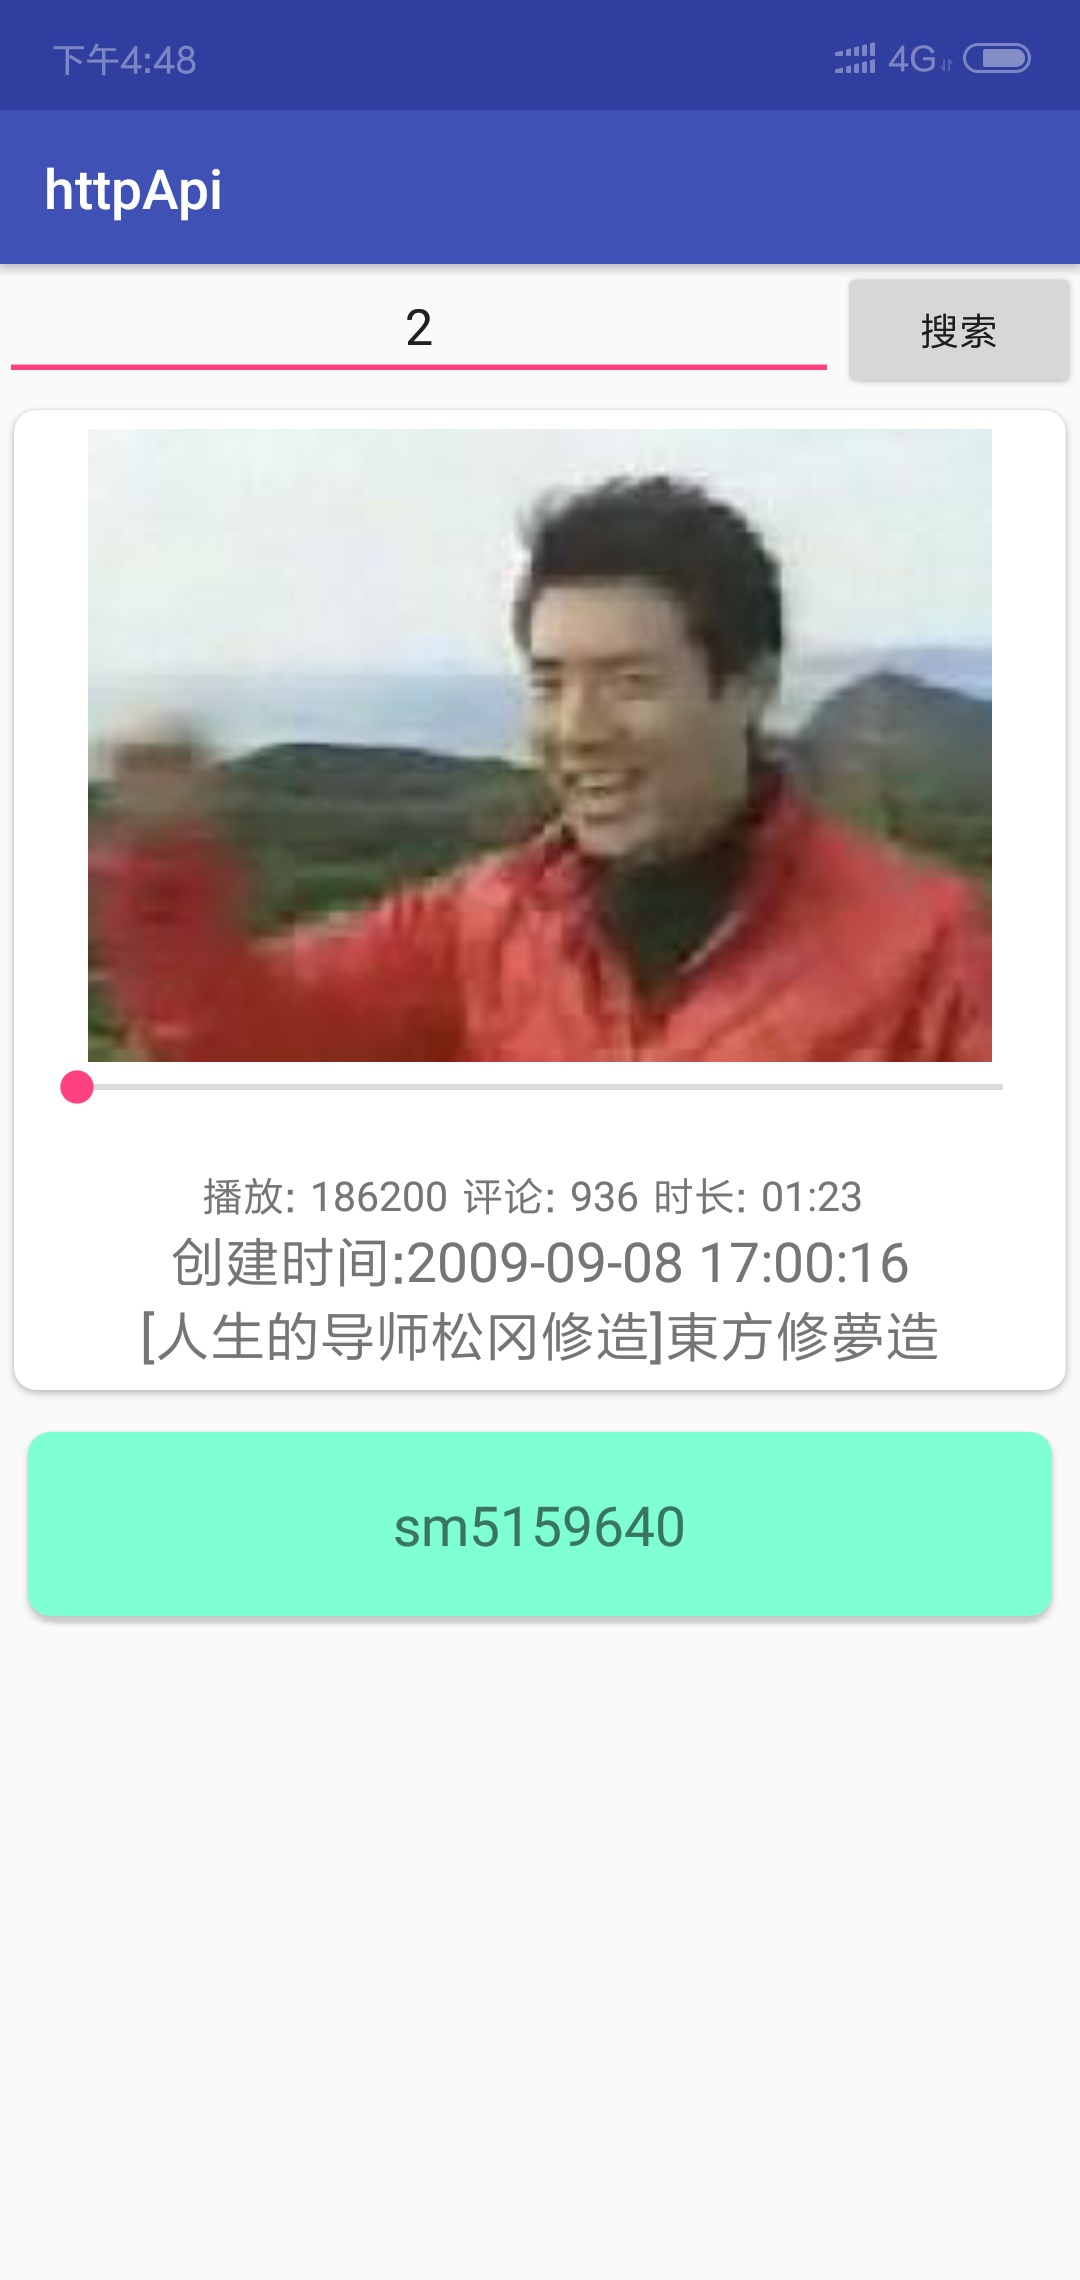 下午4:48 4G
httpApi
2 搜索
播放: 186200 评论: 936 时长: 01:23
创建时间:2009-09-08 17:00:16
[人生的导师松冈修造]東方修夢造
sm5159640